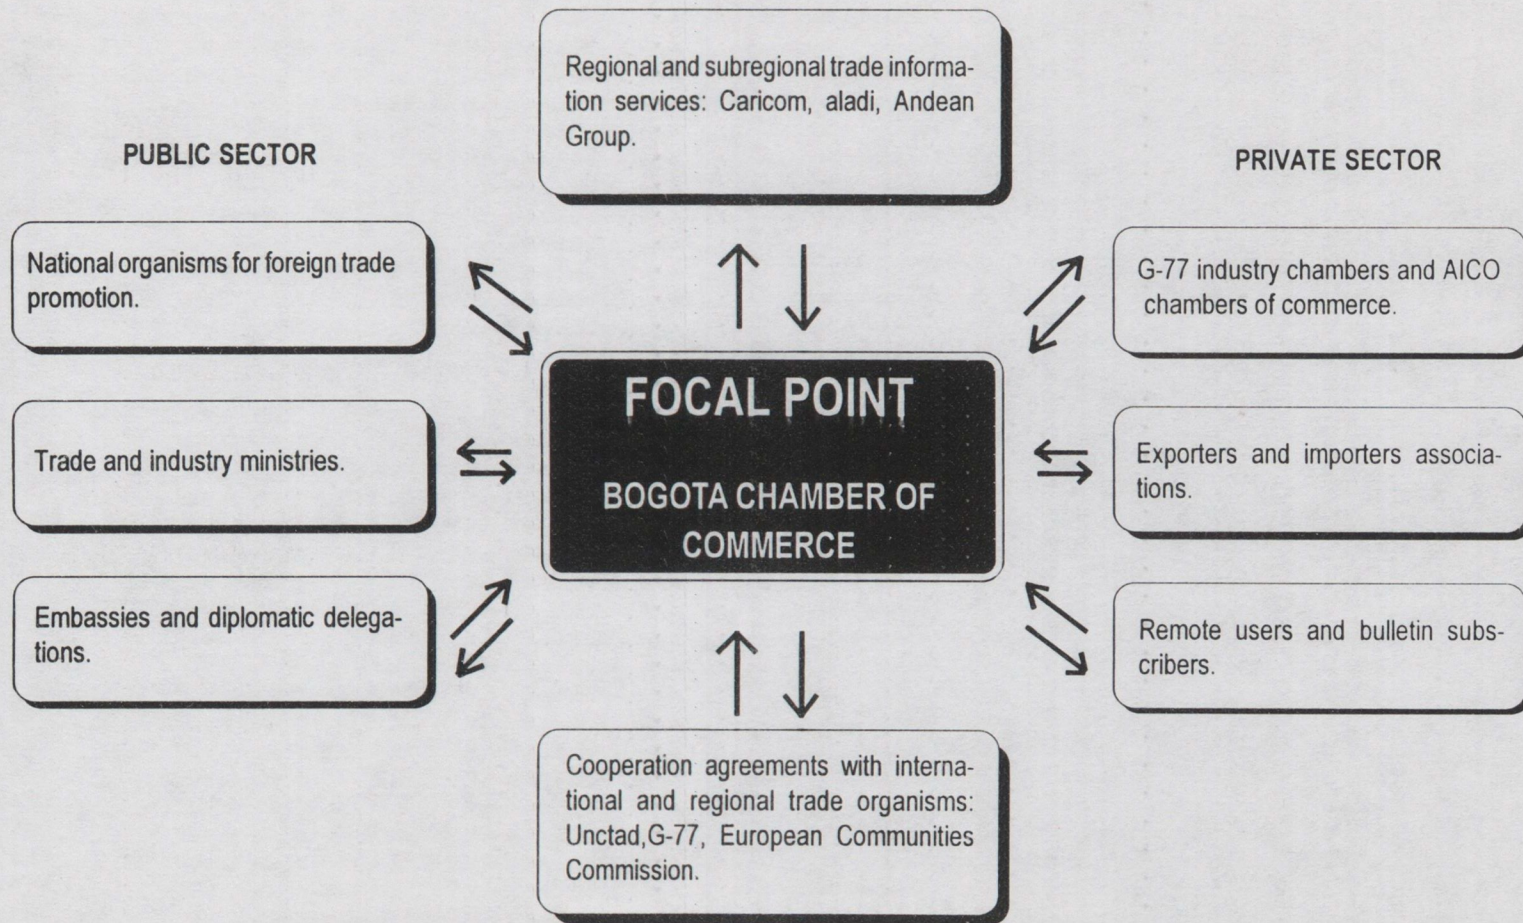 Regional and subregional trade informa-
tion services: Caricom, aladi, Andean
Group.
PUBLIC SECTOR
PRIVATE SECTOR
National organisms for foreign trade
promotion.
G-77 industry chambers and AICO
chambers of commerce.
FOCAL POINT
BOGOTA CHAMBER OF
COMMERCE
Trade and industry ministries.
Exporters and importers associa-
tions.
Embassies and diplomatic delega-
tions.
Remote users and bulletin subs-
cribers.
Cooperation agreements with interna-
tional and regional trade organisms:
Unctad,G-77, European Communities
Commission.